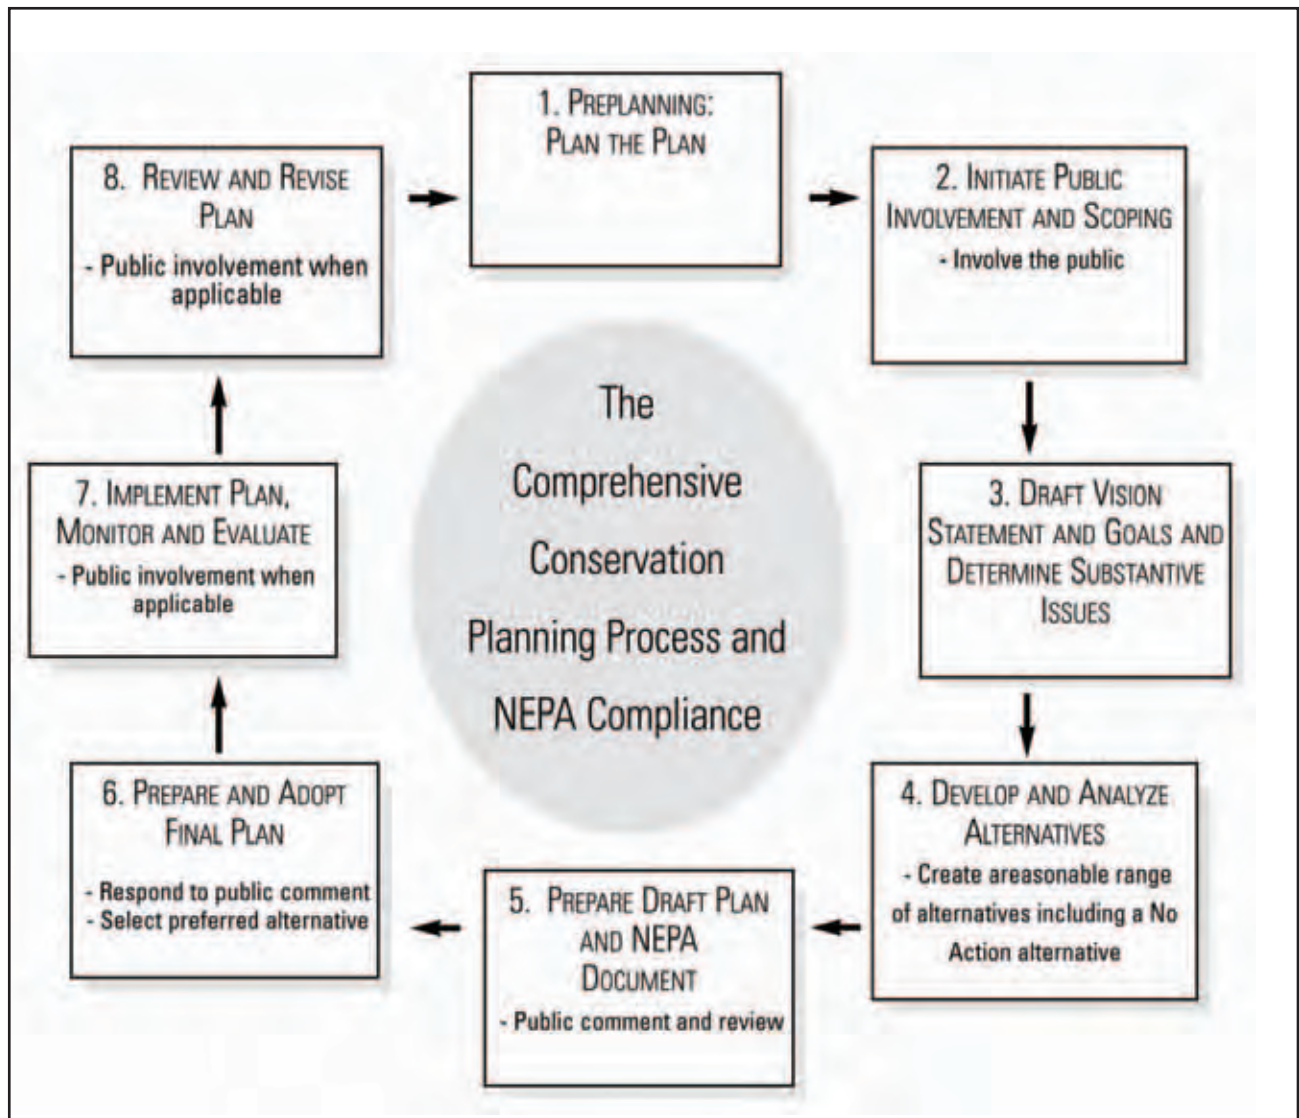 1. PREPLANNING:
PLAN THE PLAN
2. INITIATE PUBLIC
INVOLVEMENT AND SCOPING
- Involve the public
3. DRAFT VISION
STATEMENT AND GOALS AND
DETERMINE SUBSTANTIVE
ISSUES
4. DEVELOP AND ANALYZE
ALTERNATIVES
- Create areasonable range
of alternatives including a No
Action alternative
5. PREPARE DRAFT PLAN
AND NEPA
DOCUMENT
- Public comment and review
6. PREPARE AND ADOPT
FINAL PLAN
- Respond to public comment
- Select preferred alternative
7. IMPLEMENT PLAN,
MONITOR AND EVALUATE
- Public involvement when
applicable
8. REVIEW AND REVISE
PLAN
- Public involvement when
applicable
The
Comprehensive
Conservation
Planning Process and
NEPA Compliance